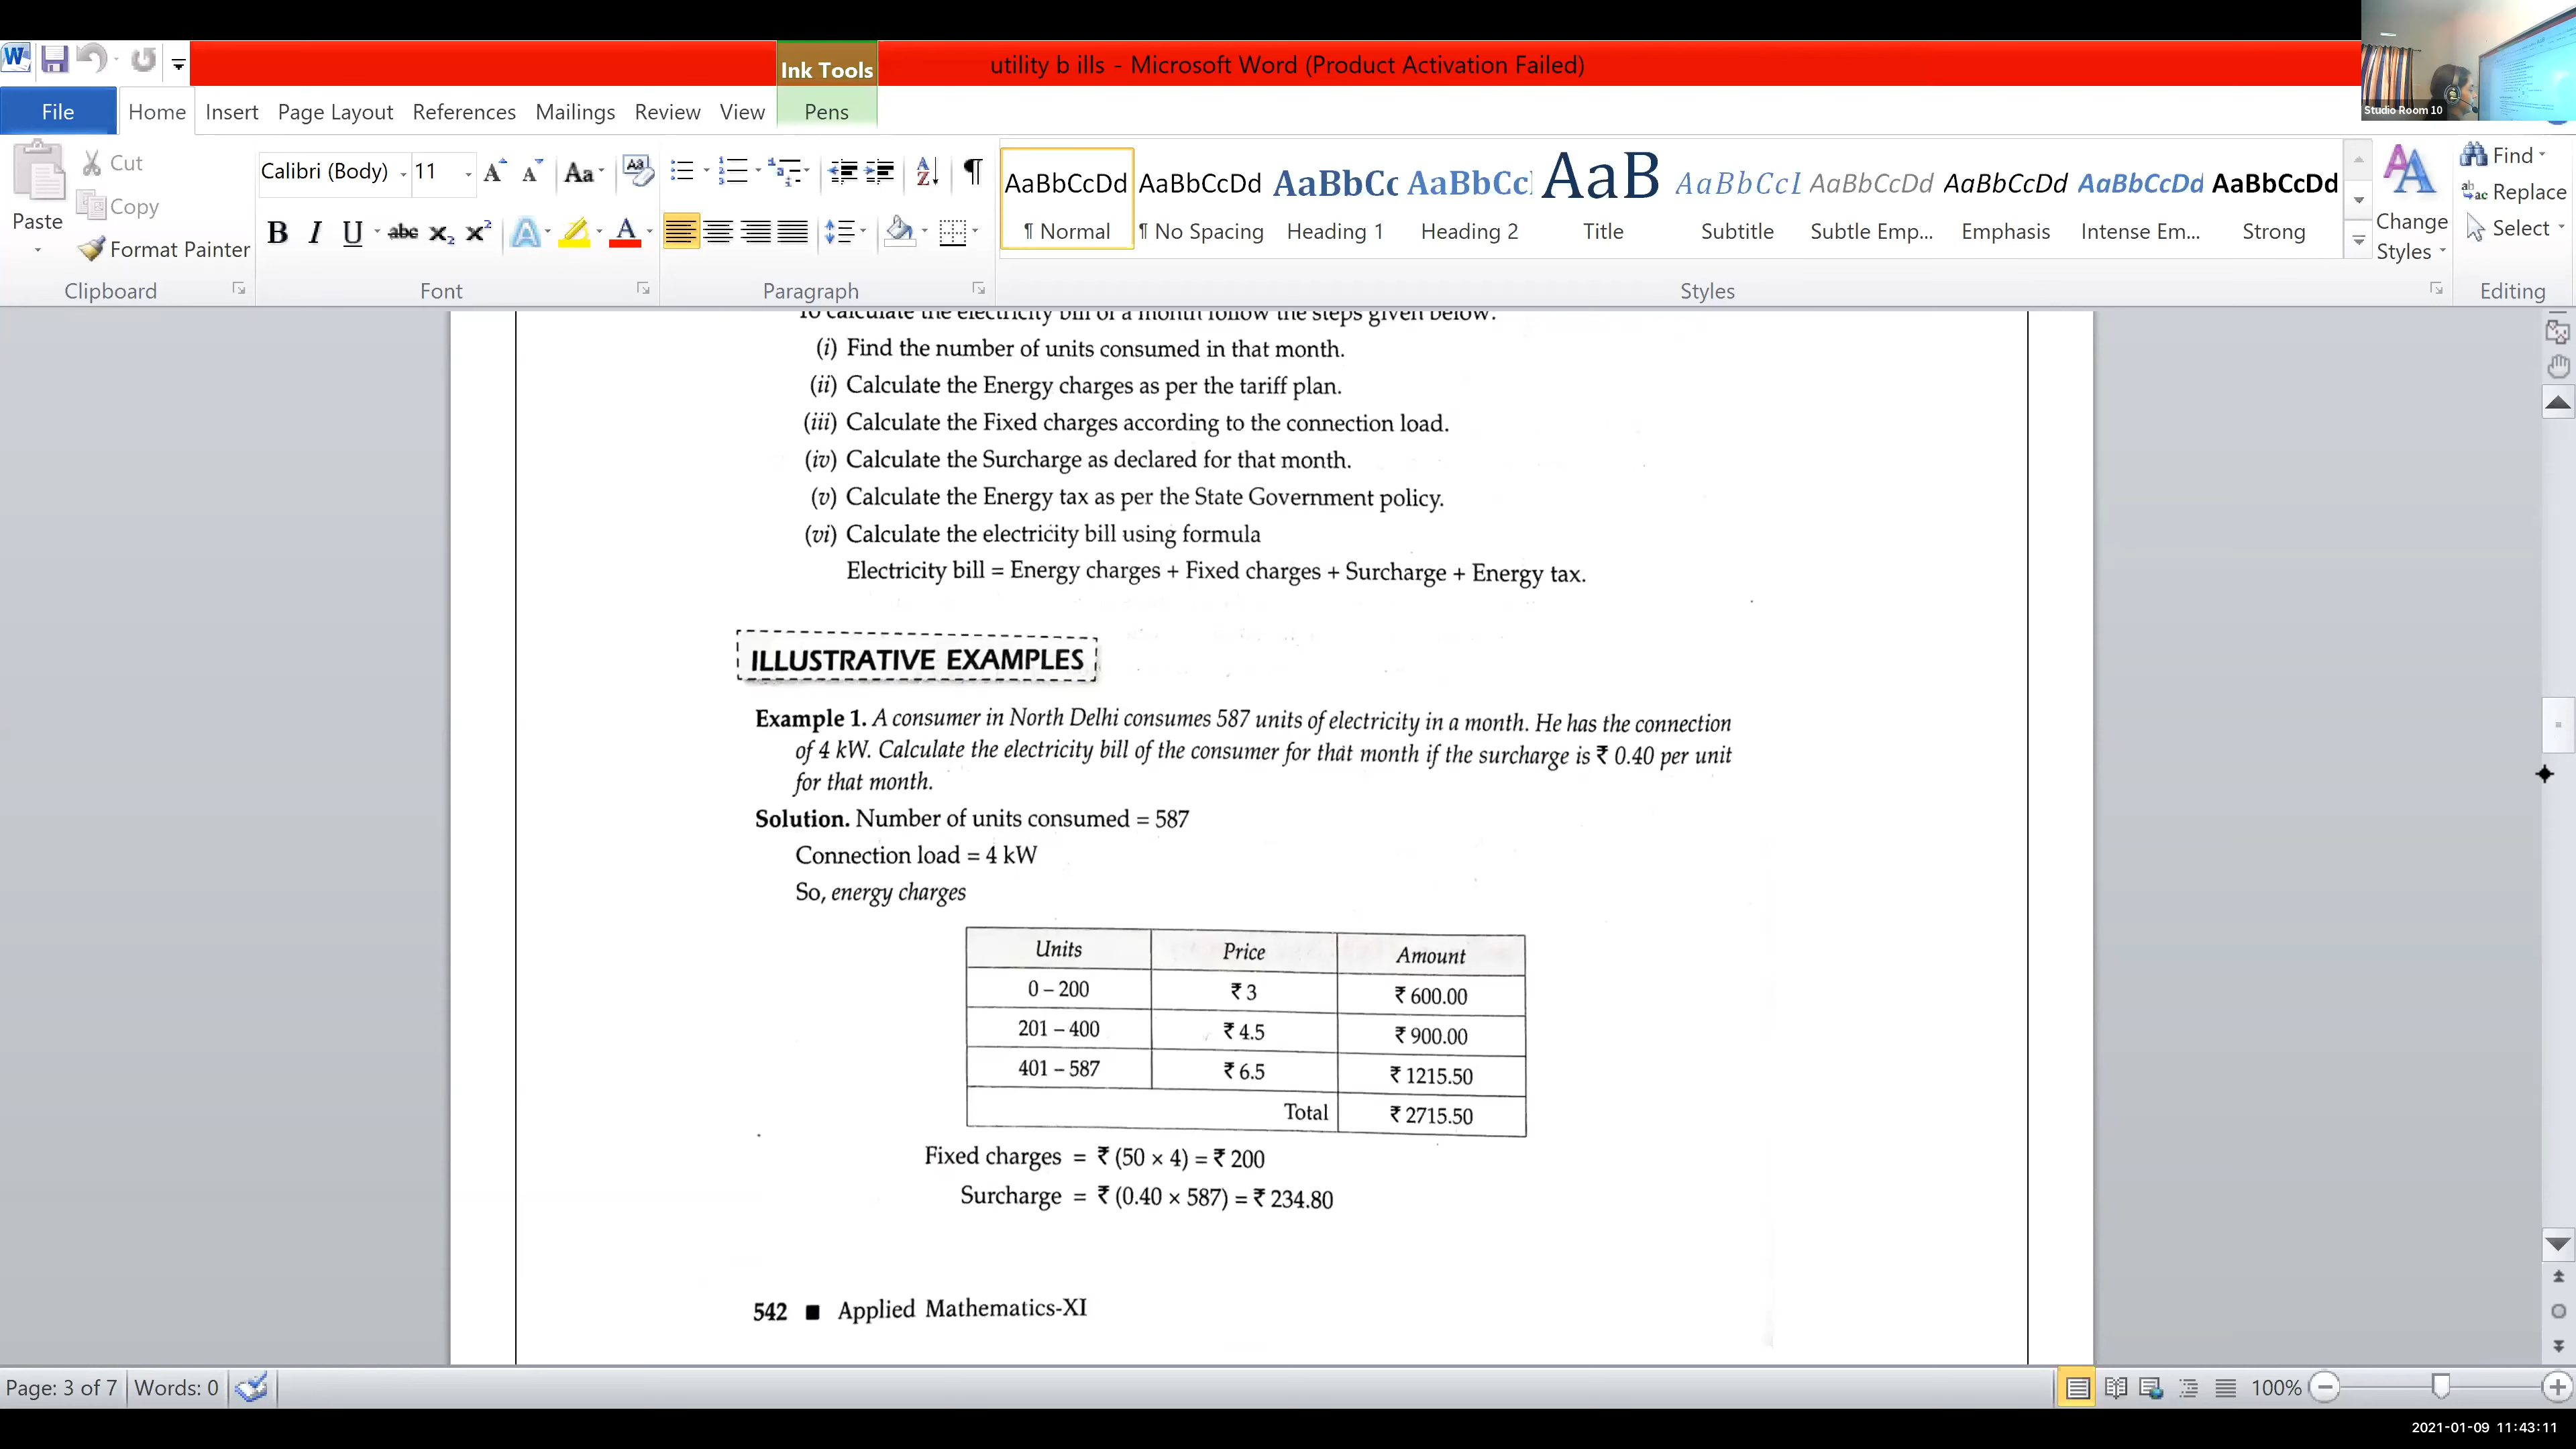 utility b ills - Microsoft Word (Product Activation Failed)
Ink Tools
Studio Room 10
File Home Insert Page Layout References Mailings Review View Pens
Paste
Cut
Copy
Format Painter
Clipboard
Calibri (Body) 11
Font
Paragraph
AaBbCcDd AaBbCcDd AaBbCc AaBbCc AaB AaBbCcI AaBbCcDd AaBbCcDd AaBbCcDd AaBbCcDd
¶ Normal ¶ No Spacing Heading 1 Heading 2 Title Subtitle Subtle Emp... Emphasis Intense Em... Strong
Styles
Change Styles
Find
Replace
Select
Editing
To calculate the electricity bill of a month follow the steps given below:
(i) Find the number of units consumed in that month.
(ii) Calculate the Energy charges as per the tariff plan.
(iii) Calculate the Fixed charges according to the connection load.
(iv) Calculate the Surcharge as declared for that month.
(v) Calculate the Energy tax as per the State Government policy.
(vi) Calculate the electricity bill using formula
Electricity bill = Energy charges + Fixed charges + Surcharge + Energy tax.
ILLUSTRATIVE EXAMPLES
Example 1. A consumer in North Delhi consumes 587 units of electricity in a month. He has the connection
of 4 kW. Calculate the electricity bill of the consumer for that month if the surcharge is ₹ 0.40 per unit
for that month.
Solution. Number of units consumed = 587
Connection load = 4 kW
So, energy charges
Units Price Amount
0 – 200 ₹ 3 ₹ 600.00
201 – 400 ₹ 4.5 ₹ 900.00
401 – 587 ₹ 6.5 ₹ 1215.50
Total ₹ 2715.50
Fixed charges = ₹ (50 × 4) = ₹ 200
Surcharge = ₹ (0.40 × 587) = ₹ 234.80
542 ■ Applied Mathematics-XI
Page: 3 of 7 Words: 0 100%
2021-01-09 11:43:11